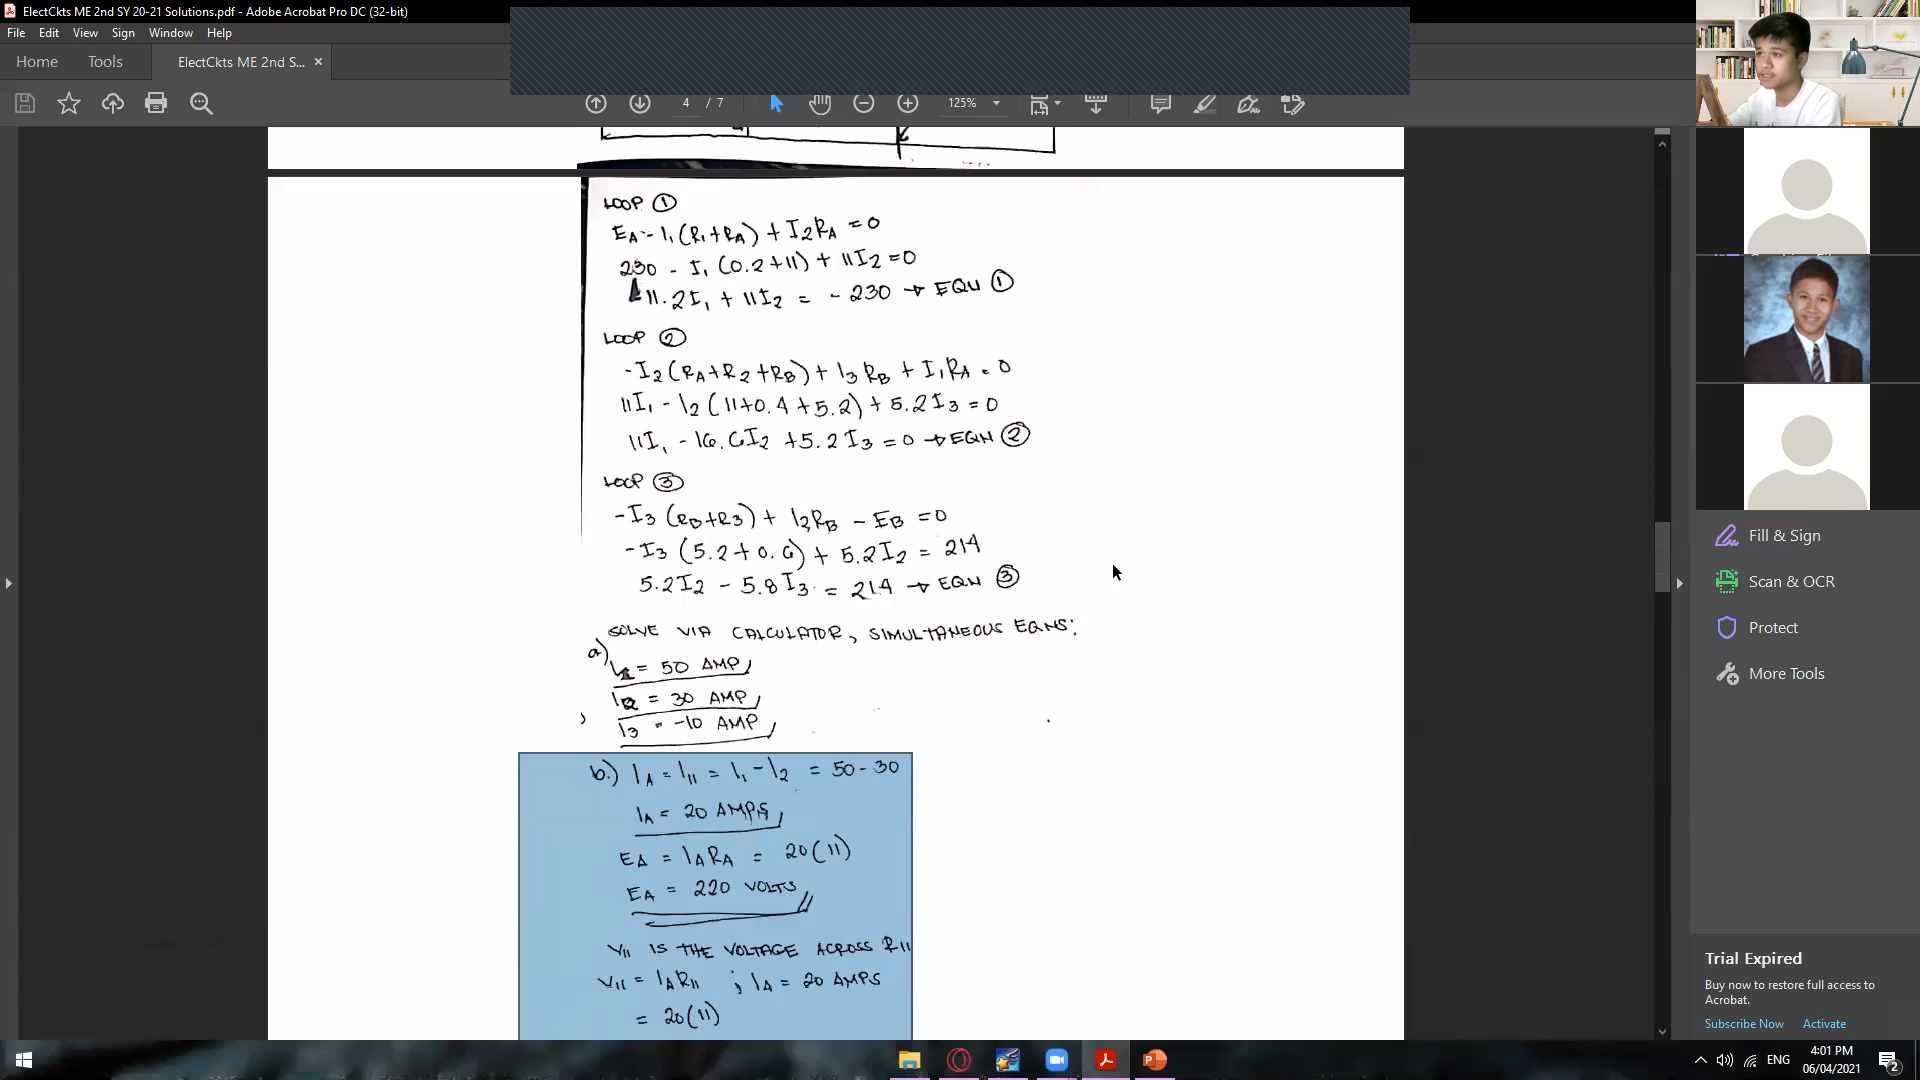 ElectCkts ME 2nd SY 20-21 Solutions.pdf - Adobe Acrobat Pro DC (32-bit)
File Edit View Sign Window Help
Home Tools ElectCkts ME 2nd S... ×
4 / 7 125%
LOOP ①
EA - I1 (R1+RA) + I2RA = 0
230 - I1 (0.2+11) + 11I2 = 0
11.2I1 + 11I2 = - 230 → EQN ①
LOOP ②
-I2 (RA+R2+RB) + I3 RB + I1RA = 0
11I1 - I2 (11+0.4+5.2) + 5.2I3 = 0
11I1 - 16.6I2 + 5.2I3 = 0 → EQN ②
LOOP ③
-I3 (RB+R3) + I2RB - EB = 0
-I3 (5.2+0.6) + 5.2I2 = 214
5.2I2 - 5.8I3 = 214 → EQN ③
SOLVE VIA CALCULATOR, SIMULTANEOUS EQNS:
a)
I1 = 50 AMP
I2 = 30 AMP
I3 = -10 AMP
b.) IA = I11 = I1 - I2 = 50-30
IA = 20 AMPS
EA = IARA = 20(11)
EA = 220 VOLTS
V11 IS THE VOLTAGE ACROSS R11
V11 = IAR11 ; IA = 20 AMPS
= 20(11)
Fill & Sign
Scan & OCR
Protect
More Tools
Trial Expired
Buy now to restore full access to
Acrobat.
Subscribe Now Activate
ENG
4:01 PM
06/04/2021
2